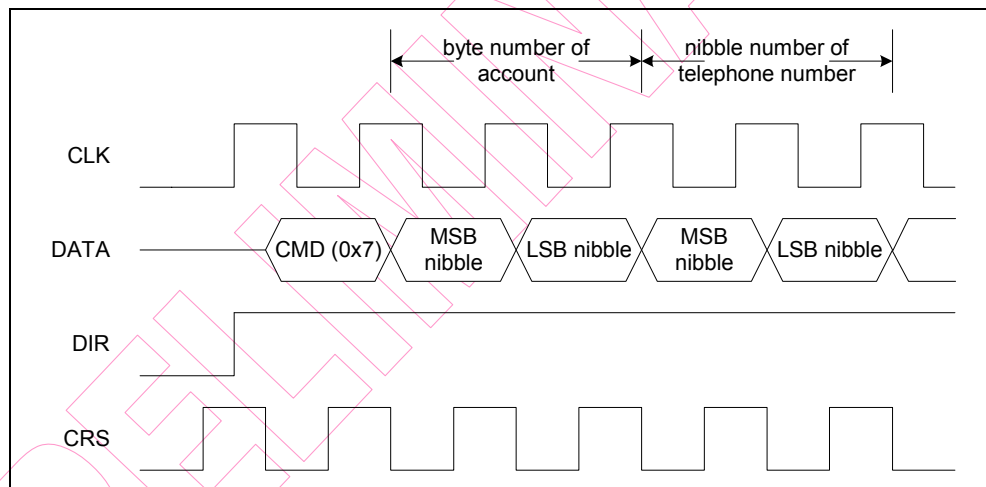 byte number of
account
nibble number of
telephone number
CLK
DATA
CMD (0x7)
MSB
nibble
LSB nibble
MSB
nibble
LSB nibble
DIR
CRS